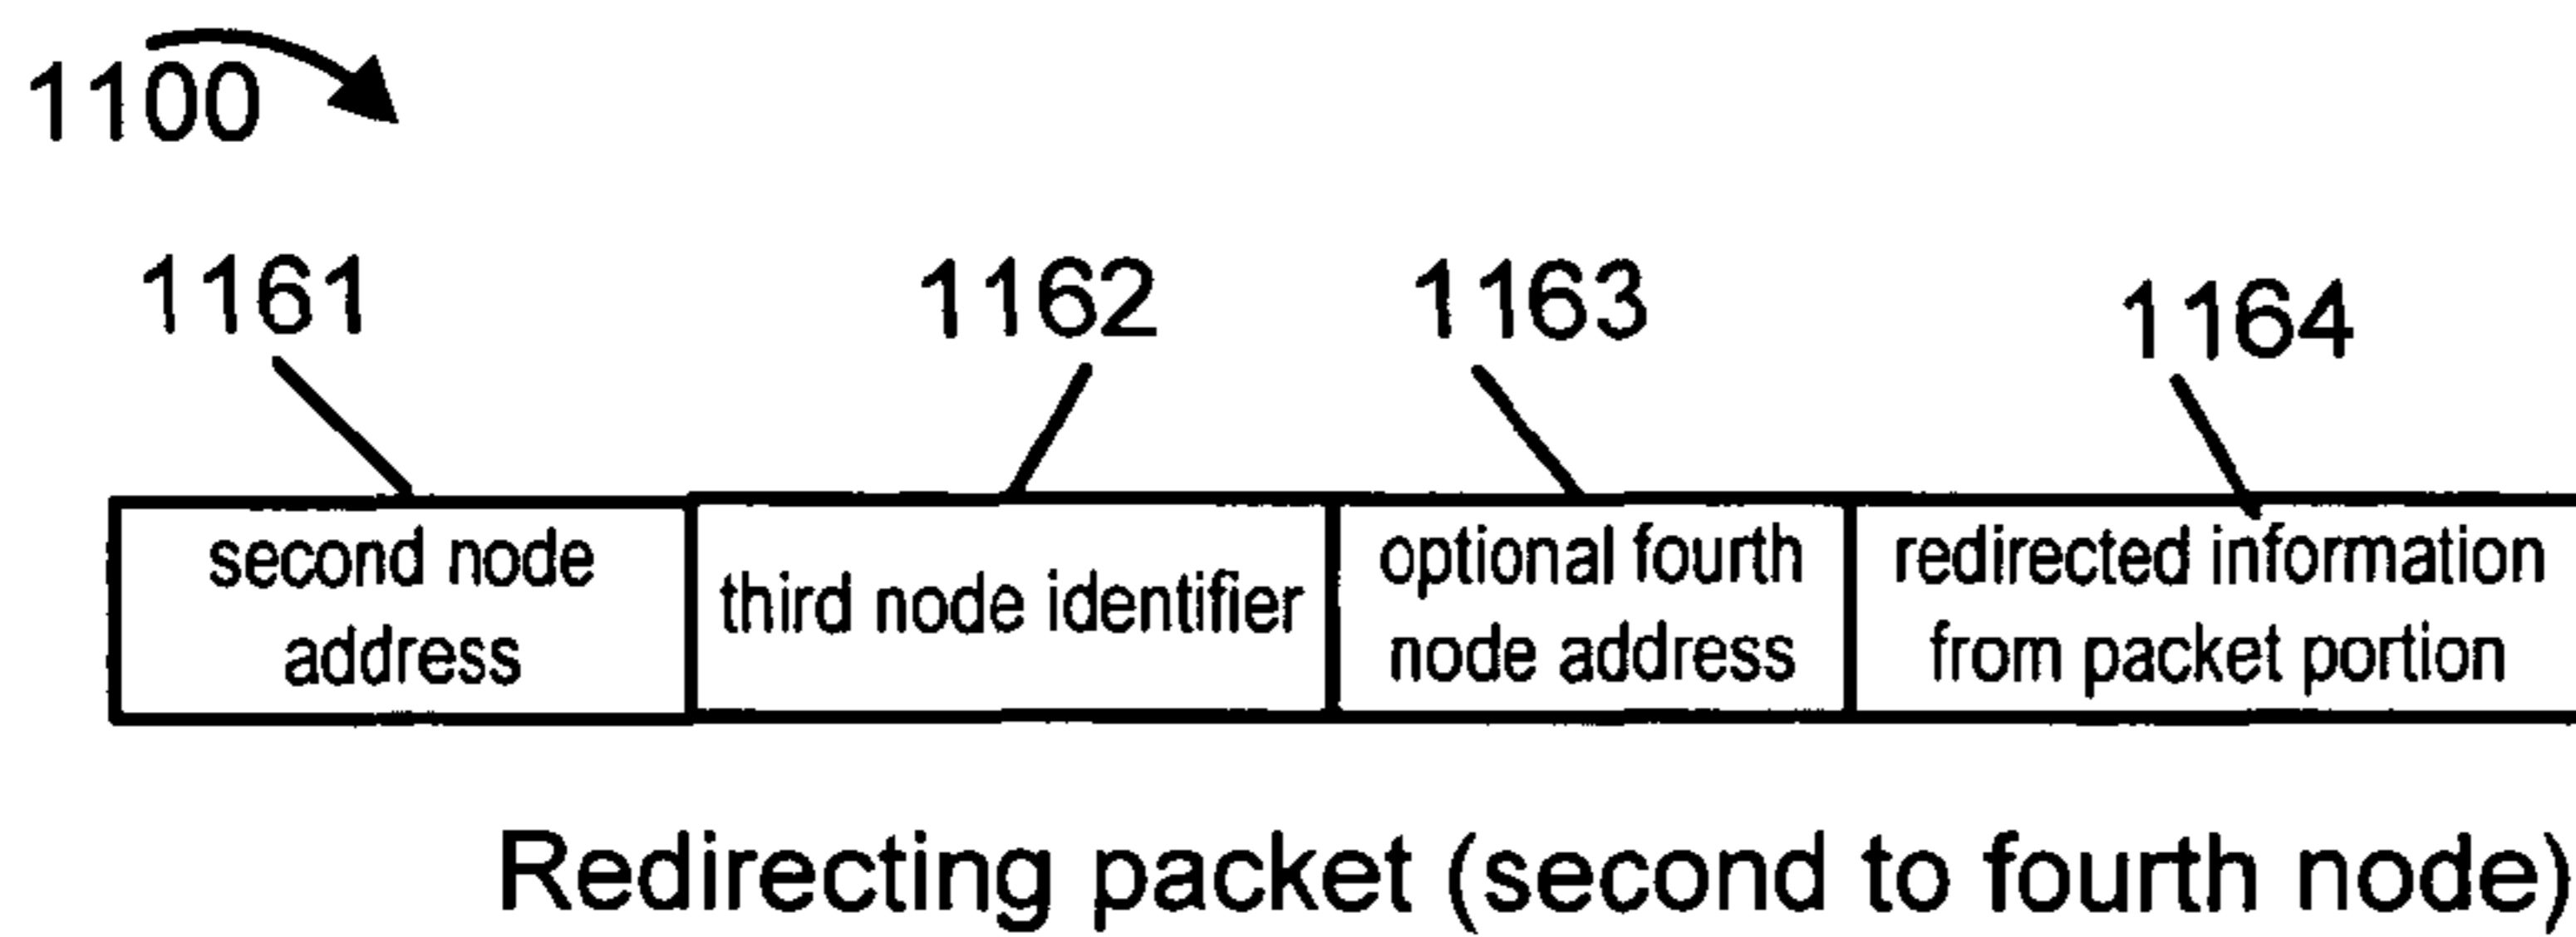 1100
1161
1162
1163
1164
second node
address
third node identifier
optional fourth
node address
redirected information
from packet portion
Redirecting packet (second to fourth node)